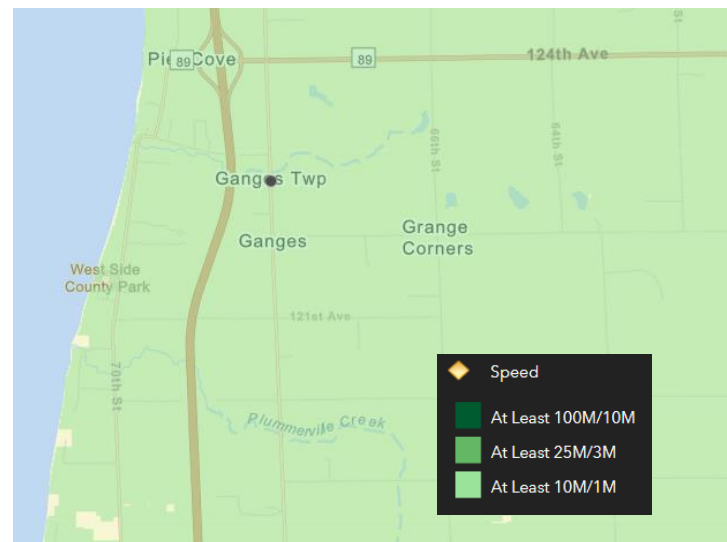 St
Pier Cove
89
89
124th Ave
66th St
64th St
Ganges Twp
Ganges
Grange
Corners
West Side
County Park
121st Ave
70th St
Plummerville Creek
Speed
At Least 100M/10M
At Least 25M/3M
At Least 10M/1M